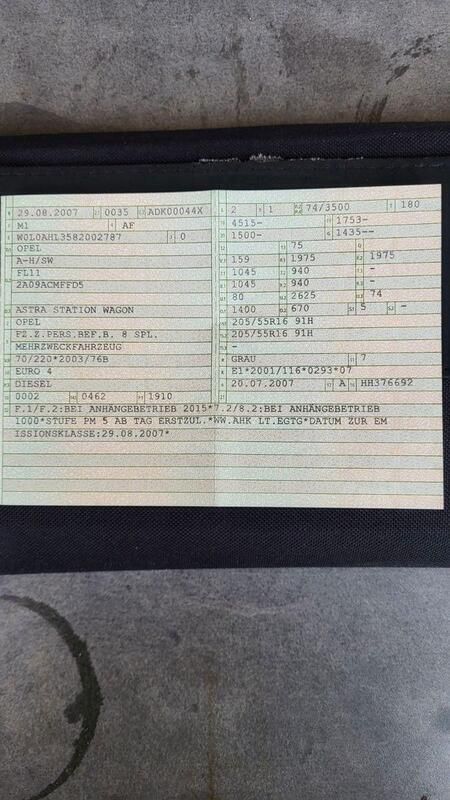 29.08.2007 0035 ADK00044X
M1 AF
W0L0AHL3582002787 0
OPEL
A-H/SW
FL11
2A09ACMFFD5
ASTRA STATION WAGON
OPEL
FZ.Z.PERS.BEF.B. 8 SPL.
MEHRZWECKFAHRZEUG
70/220*2003/76B
EURO 4
DIESEL
0002 0462 1910
2 1 74/3500 180
4515- 1753-
1500- 1435--
75
159 1975 1975
1045 940 -
1045 940 -
80 2625 74
1400 670 5 -
205/55R16 91H
205/55R16 91H
-
GRAU 7
E1*2001/116*0293*07
20.07.2007 A HH376692
F.1/F.2:BEI ANHÄNGEBETRIEB 2015*7.2/8.2:BEI ANHÄNGEBETRIEB
1000*STUFE PM 5 AB TAG ERSTZUL.*WW.AHK LT.EGTG*DATUM ZUR EM
ISSIONSKLASSE:29.08.2007*